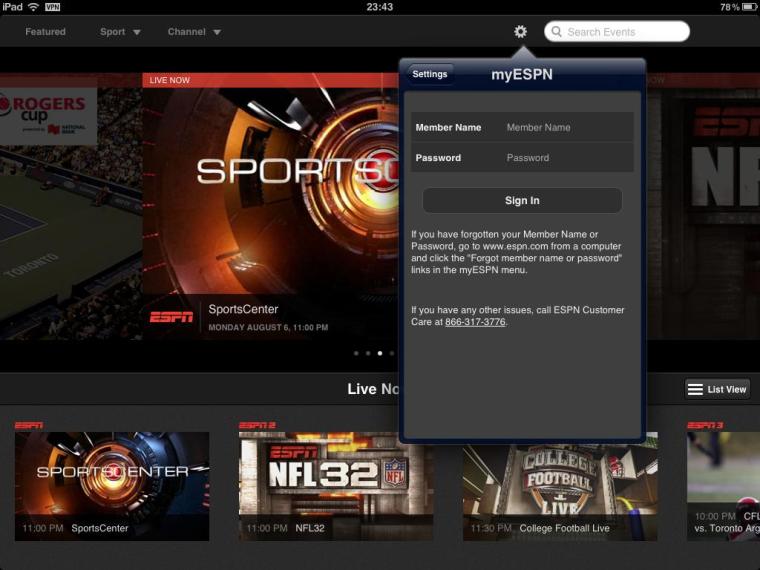 iPad VPN 23:43 78%
Featured Sport Channel Search Events
LIVE NOW
NOW
ROGERS
cup
presented by NATIONAL
BANK
TORONTO
SPORTSC
ESPN
SportsCenter
MONDAY AUGUST 6, 11:00 PM
Settings myESPN
Member Name Member Name
Password Password
Sign In
If you have forgotten your Member Name or
Password, go to www.espn.com from a computer
and click the "Forgot member name or password"
links in the myESPN menu.
If you have any other issues, call ESPN Customer
Care at 866-317-3776.
ESP
NF
Live No
List View
ESPN
SPORTSCENTER
11:00 PM SportsCenter
ESPN 2
ESPN
NFL32
NFL
11:00 PM NFL32
COLLEGE
FOOTBALL
LIVE
11:30 PM College Football Live
ESPN 3
10:00 PM CFL
vs. Toronto Arg